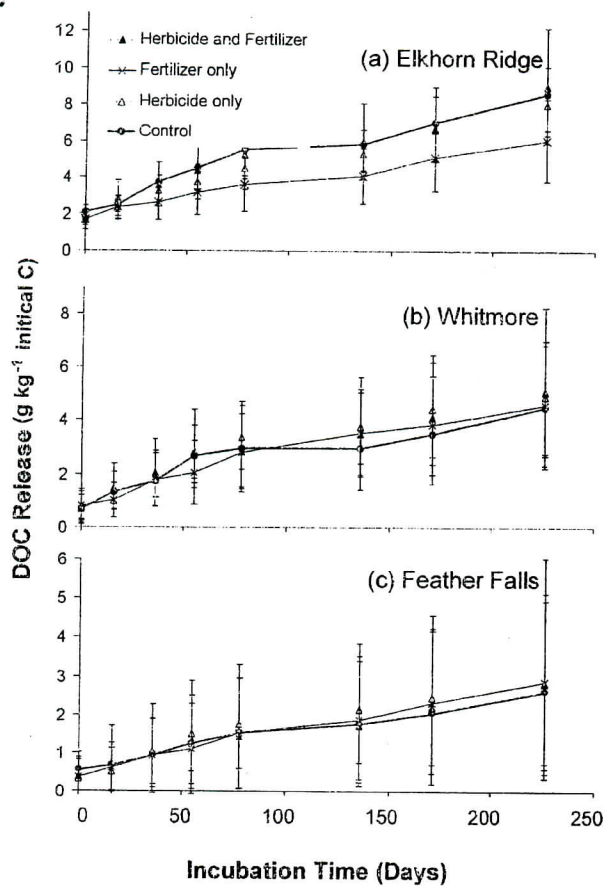 Herbicide and Fertilizer
Fertilizer only
Herbicide only
Control
(a) Elkhorn Ridge
12
10
8
6
4
2
0
(b) Whitmore
8
6
4
2
0
(c) Feather Falls
6
5
4
3
2
1
0
0
50
100
150
200
250
DOC Release (g kg⁻¹ initical C)
Incubation Time (Days)